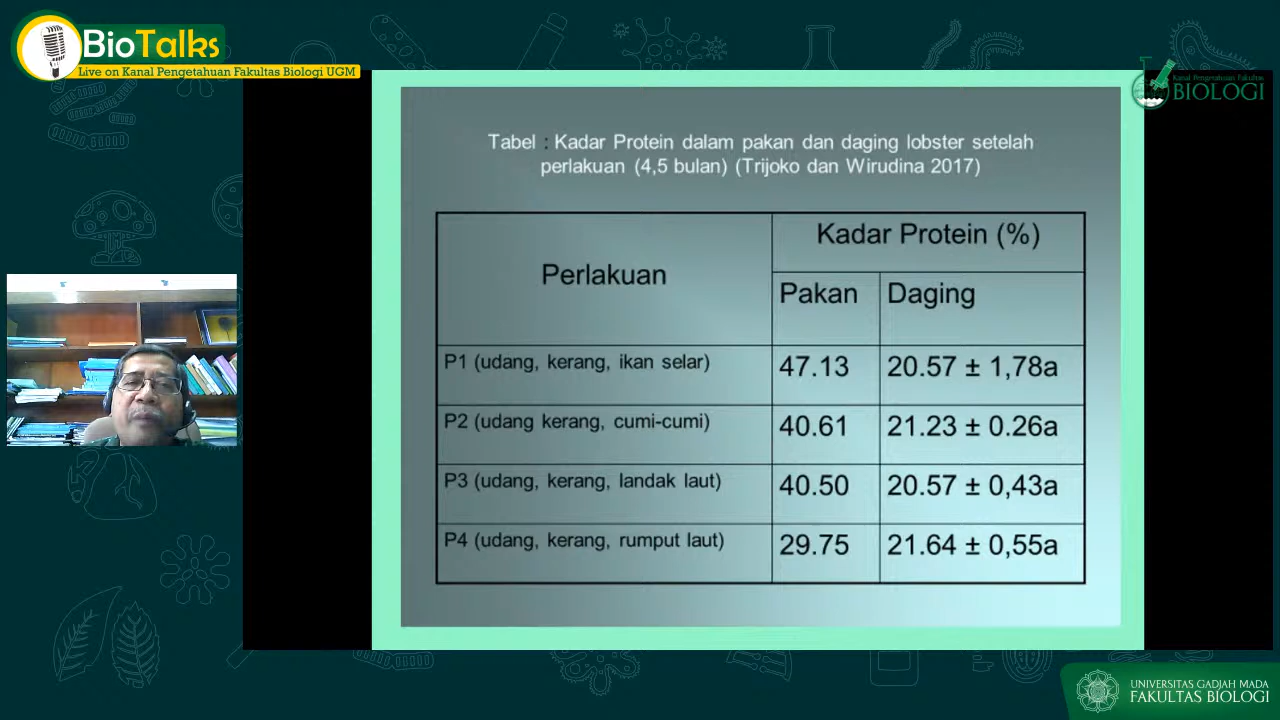 BioTalks
Live on Kanal Pengetahuan Fakultas Biologi UGM
Kanal Pengetahuan Fakultas
BIOLOGI
Tabel : Kadar Protein dalam pakan dan daging lobster setelah
perlakuan (4,5 bulan) (Trijoko dan Wirudina 2017)
Perlakuan
Kadar Protein (%)
Pakan
Daging
P1 (udang, kerang, ikan selar)
47.13
20.57 ± 1,78a
P2 (udang kerang, cumi-cumi)
40.61
21.23 ± 0.26a
P3 (udang, kerang, landak laut)
40.50
20.57 ± 0,43a
P4 (udang, kerang, rumput laut)
29.75
21.64 ± 0,55a
UNIVERSITAS GADJAH MADA
FAKULTAS BIOLOGI